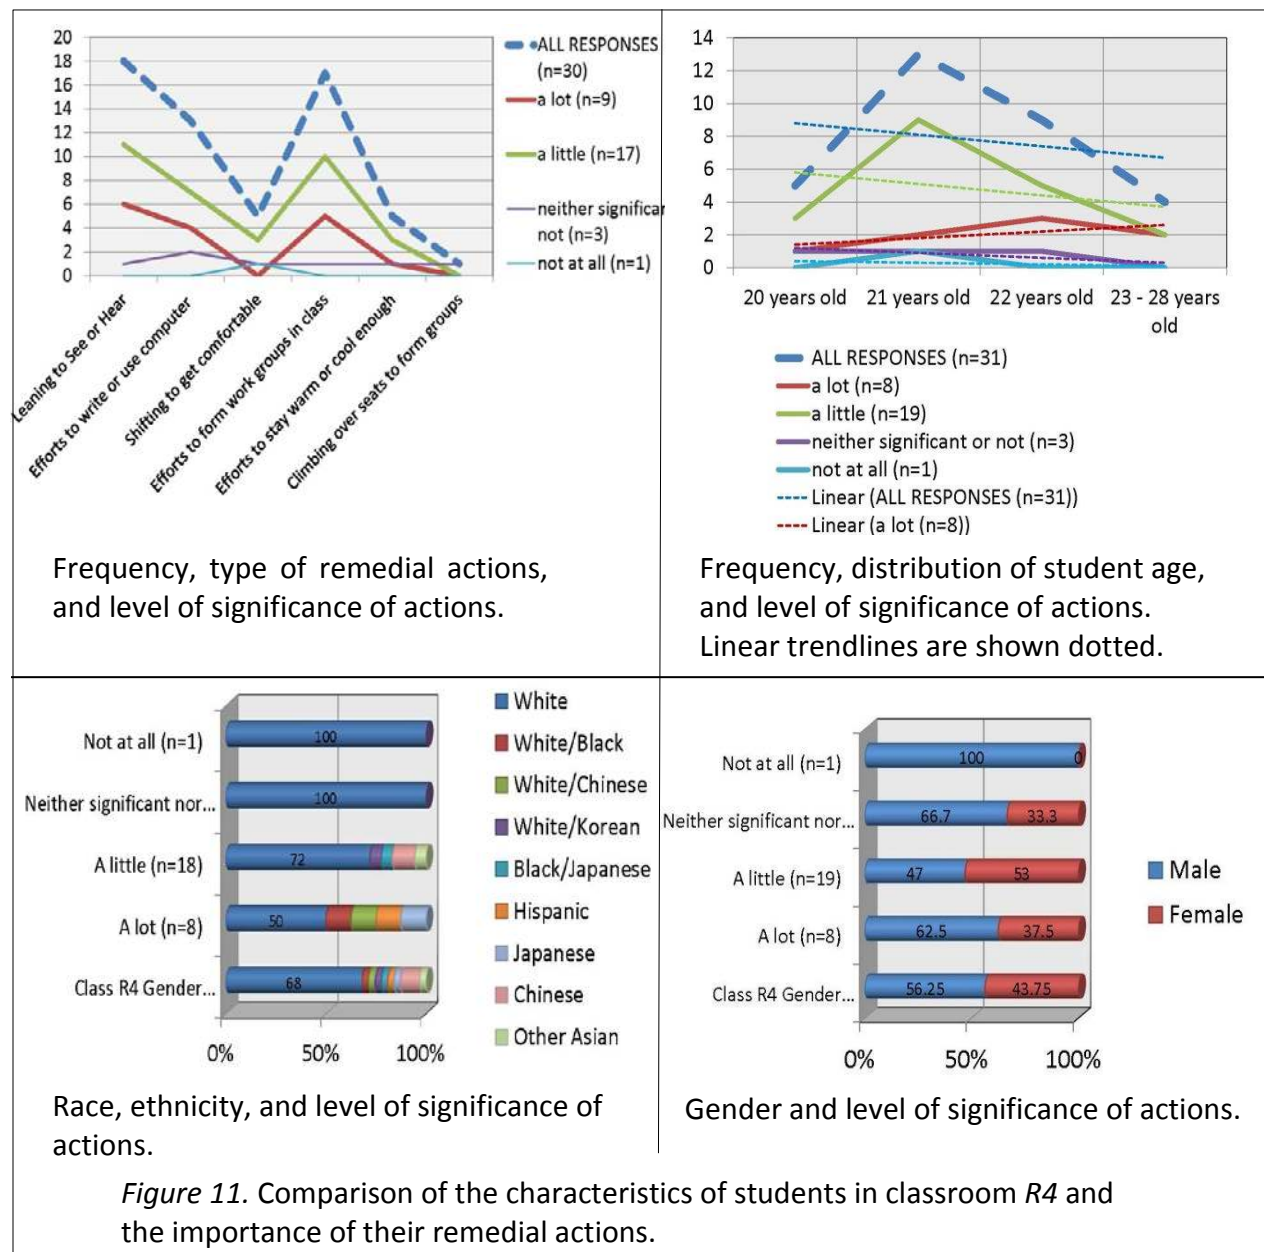 20
18
16
14
12
10
8
6
4
2
0
Leaning to See or Hear
Efforts to write or use computer
Shifting to get comfortable
Efforts to form work groups in class
Efforts to stay warm or cool enough
Climbing over seats to form groups
ALL RESPONSES
(n=30)
a lot (n=9)
a little (n=17)
neither significar
not (n=3)
not at all (n=1)
Frequency, type of remedial actions,
and level of significance of actions.
14
12
10
8
6
4
2
0
20 years old 21 years old 22 years old 23 - 28 years
old
ALL RESPONSES (n=31)
a lot (n=8)
a little (n=19)
neither significant or not (n=3)
not at all (n=1)
Linear (ALL RESPONSES (n=31))
Linear (a lot (n=8))
Frequency, distribution of student age,
and level of significance of actions.
Linear trendlines are shown dotted.
Not at all (n=1) 100
Neither significant nor... 100
A little (n=18) 72
A lot (n=8) 50
Class R4 Gender... 68
0% 50% 100%
White
White/Black
White/Chinese
White/Korean
Black/Japanese
Hispanic
Japanese
Chinese
Other Asian
Race, ethnicity, and level of significance of
actions.
Not at all (n=1) 100 0
Neither significant nor... 66.7 33.3
A little (n=19) 47 53
A lot (n=8) 62.5 37.5
Class R4 Gender... 56.25 43.75
0% 50% 100%
Male
Female
Gender and level of significance of actions.
Figure 11. Comparison of the characteristics of students in classroom R4 and
the importance of their remedial actions.